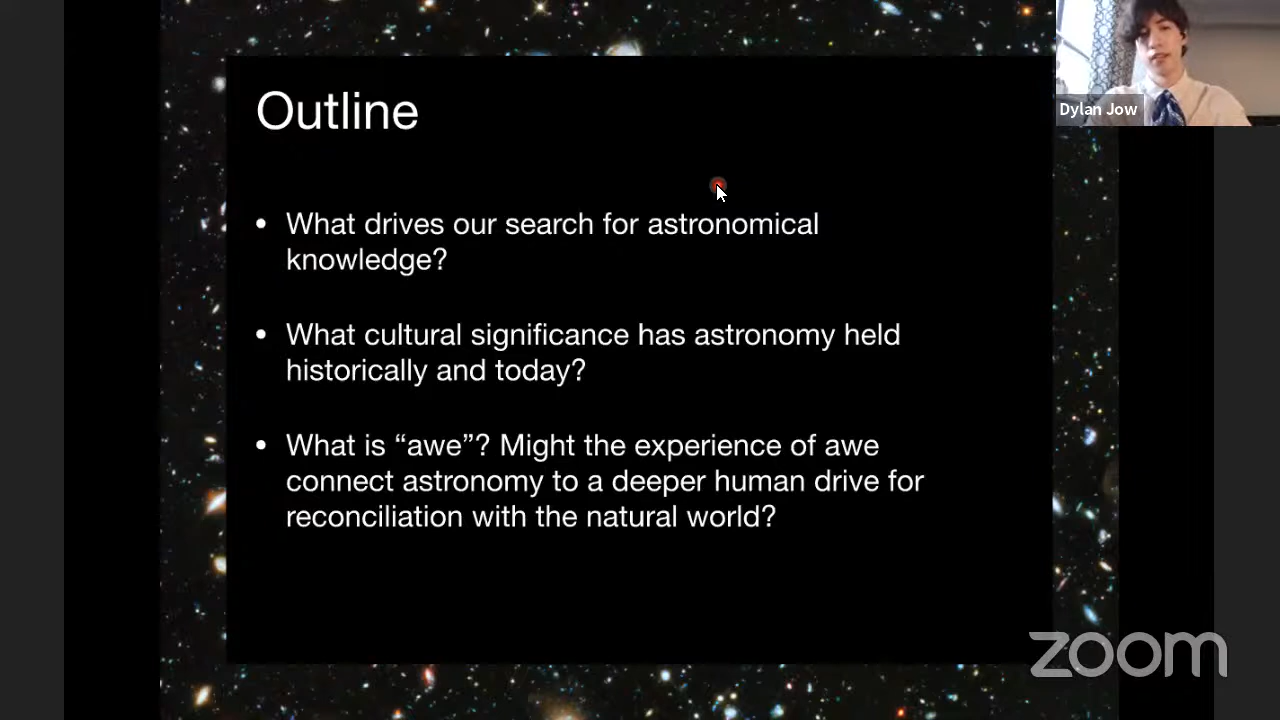 Outline
Dylan Jow
• What drives our search for astronomical
knowledge?
• What cultural significance has astronomy held
historically and today?
• What is “awe”? Might the experience of awe
connect astronomy to a deeper human drive for
reconciliation with the natural world?
zoom